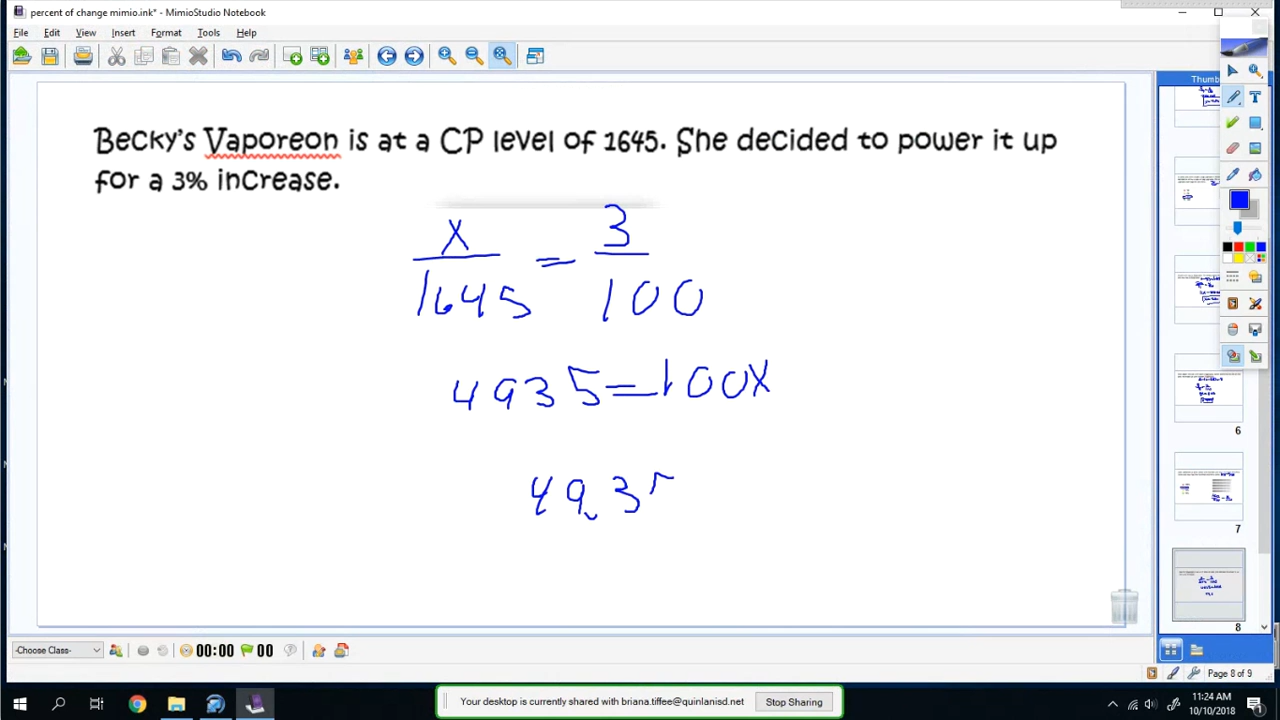 percent of change mimio.ink* - MimioStudio Notebook
File Edit View Insert Format Tools Help
Thumb
Becky's Vaporeon is at a CP level of 1645. She decided to power it up
for a 3% increase.
x/1645 = 3/100
4935=100x
49.3
6
7
8
-Choose Class- 00:00 00
Page 8 of 9
Your desktop is currently shared with briana.tiffee@quinlanisd.net Stop Sharing
11:24 AM
10/10/2018
1